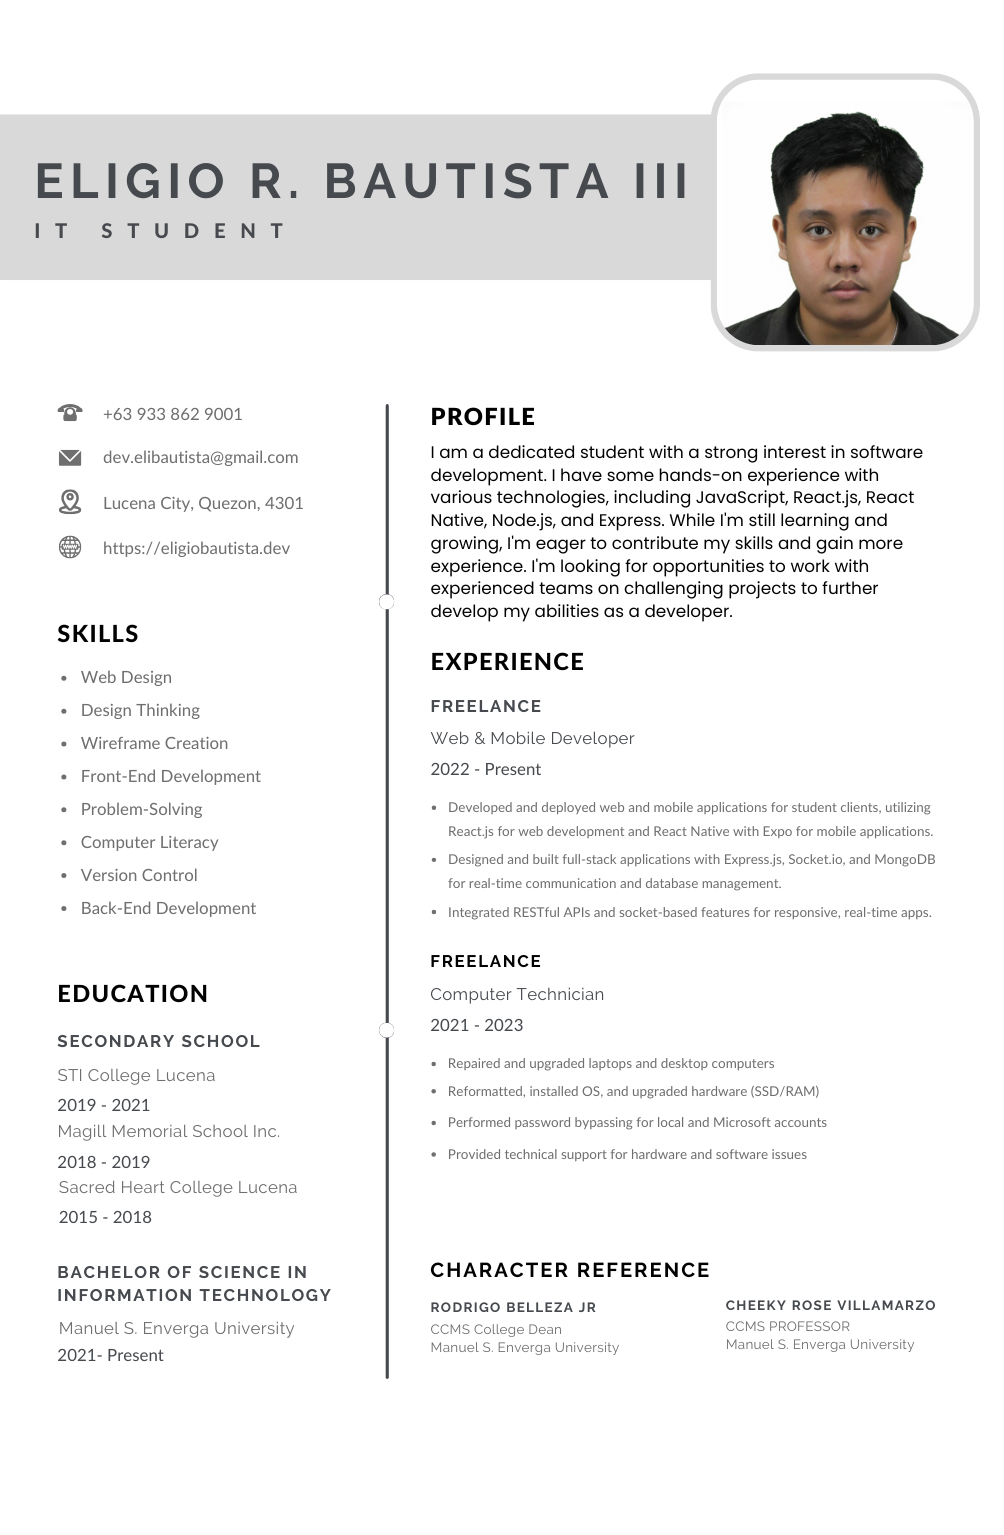 ELIGIO R. BAUTISTA III
IT STUDENT
+63 933 862 9001
dev.elibautista@gmail.com
Lucena City, Quezon, 4301
https://eligiobautista.dev
SKILLS
• Web Design
• Design Thinking
• Wireframe Creation
• Front-End Development
• Problem-Solving
• Computer Literacy
• Version Control
• Back-End Development
EDUCATION
SECONDARY SCHOOL
STI College Lucena
2019 - 2021
Magill Memorial School Inc.
2018 - 2019
Sacred Heart College Lucena
2015 - 2018
BACHELOR OF SCIENCE IN
INFORMATION TECHNOLOGY
Manuel S. Enverga University
2021- Present
PROFILE
I am a dedicated student with a strong interest in software
development. I have some hands-on experience with
various technologies, including JavaScript, React.js, React
Native, Node.js, and Express. While I'm still learning and
growing, I'm eager to contribute my skills and gain more
experience. I'm looking for opportunities to work with
experienced teams on challenging projects to further
develop my abilities as a developer.
EXPERIENCE
FREELANCE
Web & Mobile Developer
2022 - Present
• Developed and deployed web and mobile applications for student clients, utilizing
React.js for web development and React Native with Expo for mobile applications.
• Designed and built full-stack applications with Express.js, Socket.io, and MongoDB
for real-time communication and database management.
• Integrated RESTful APIs and socket-based features for responsive, real-time apps.
FREELANCE
Computer Technician
2021 - 2023
• Repaired and upgraded laptops and desktop computers
• Reformatted, installed OS, and upgraded hardware (SSD/RAM)
• Performed password bypassing for local and Microsoft accounts
• Provided technical support for hardware and software issues
CHARACTER REFERENCE
RODRIGO BELLEZA JR
CCMS College Dean
Manuel S. Enverga University
CHEEKY ROSE VILLAMARZO
CCMS PROFESSOR
Manuel S. Enverga University